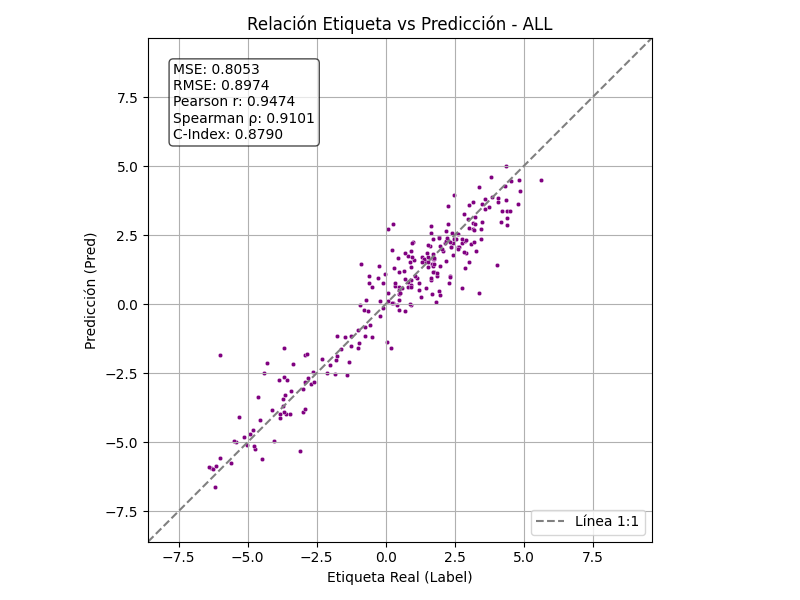 Relación Etiqueta vs Predicción - ALL
MSE: 0.8053
RMSE: 0.8974
Pearson r: 0.9474
Spearman ρ: 0.9101
C-Index: 0.8790
Predicción (Pred)
7.5
5.0
2.5
0.0
−2.5
−5.0
−7.5
Línea 1:1
−7.5 −5.0 −2.5 0.0 2.5 5.0 7.5
Etiqueta Real (Label)